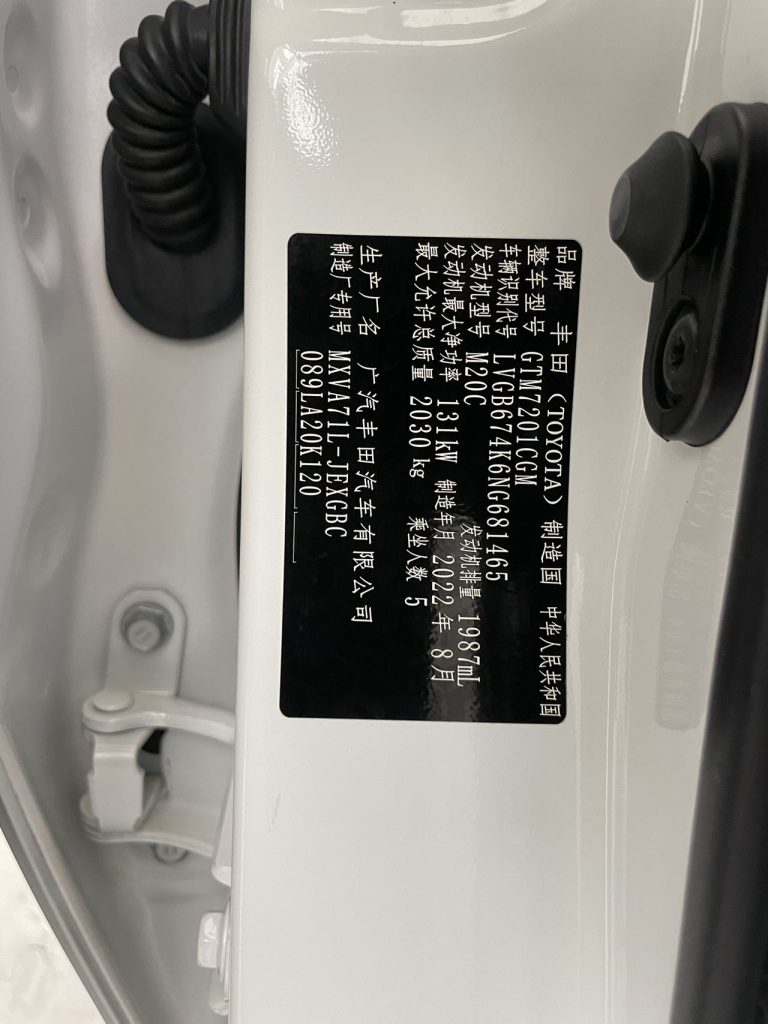 品牌 丰田（TOYOTA） 制造国 中华人民共和国
整车型号 GTM7201CGM
车辆识别代号 LVGB674K6NG681465
发动机型号 M20C 发动机排量 1987mL
发动机最大净功率 131kW 制造年月 2022年 8月
最大允许总质量 2030kg 乘坐人数 5
生产厂名 广汽丰田汽车有限公司
制造厂专用号 MXVA71L-JEXGBC
089LA20K120